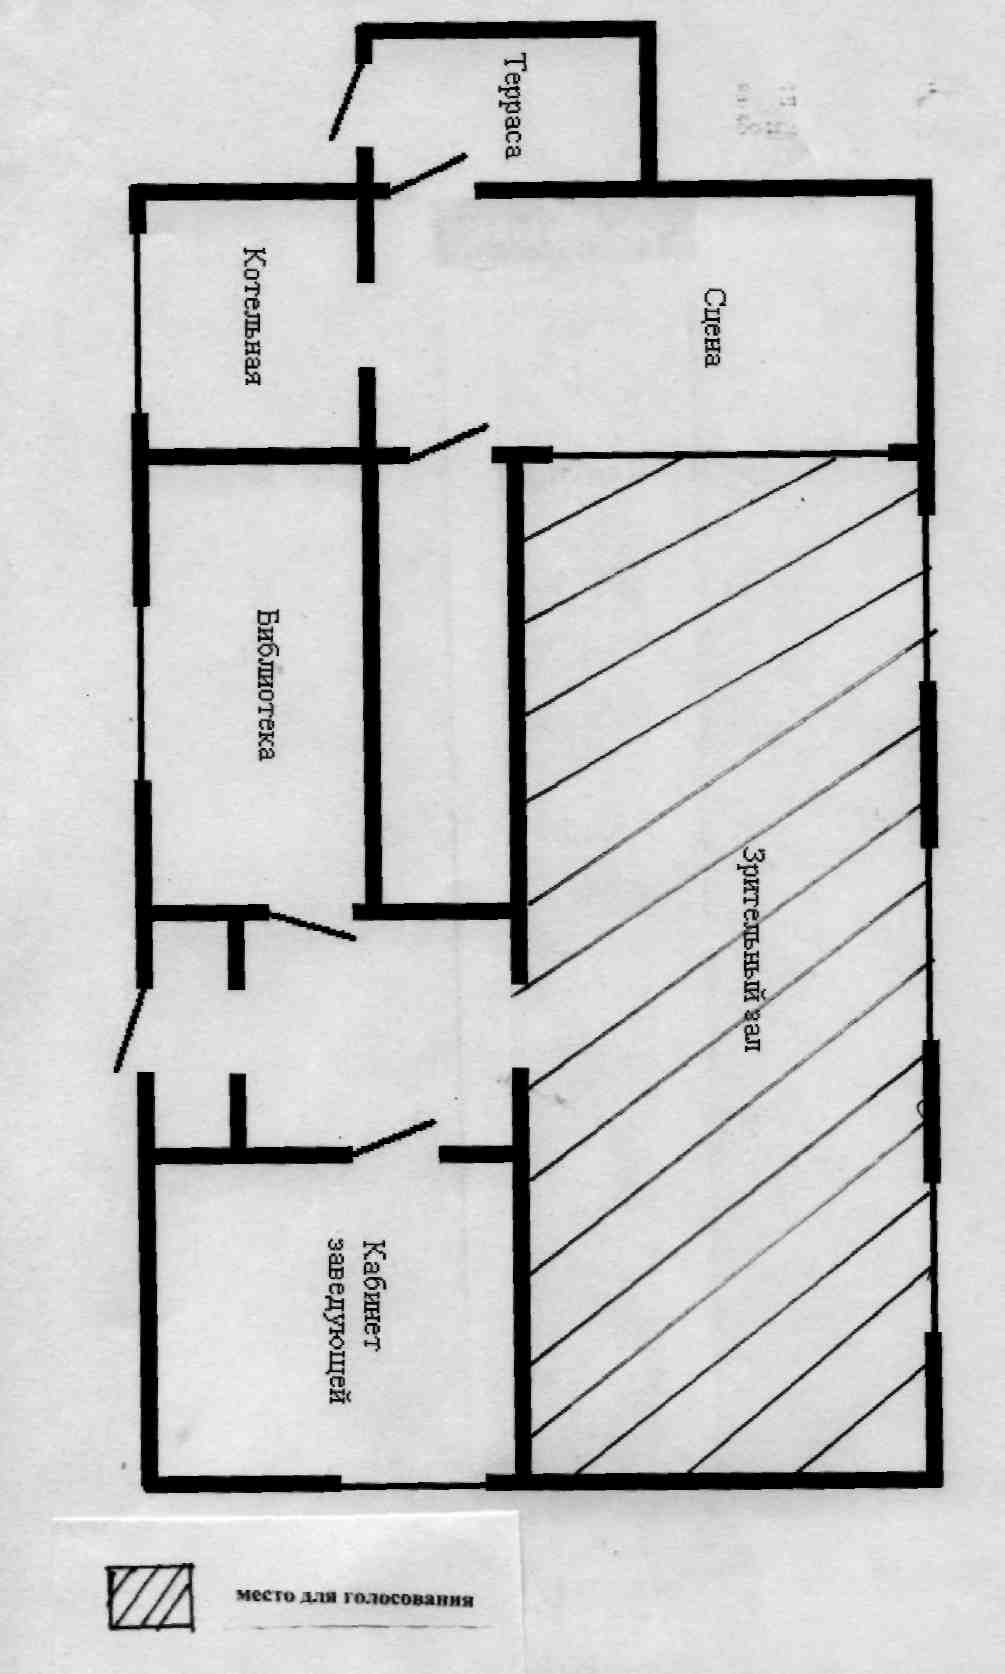 Терраса
Котельная
Сцена
Библиотека
Зрительный зал
Кабинет
заведующей
место для голосования